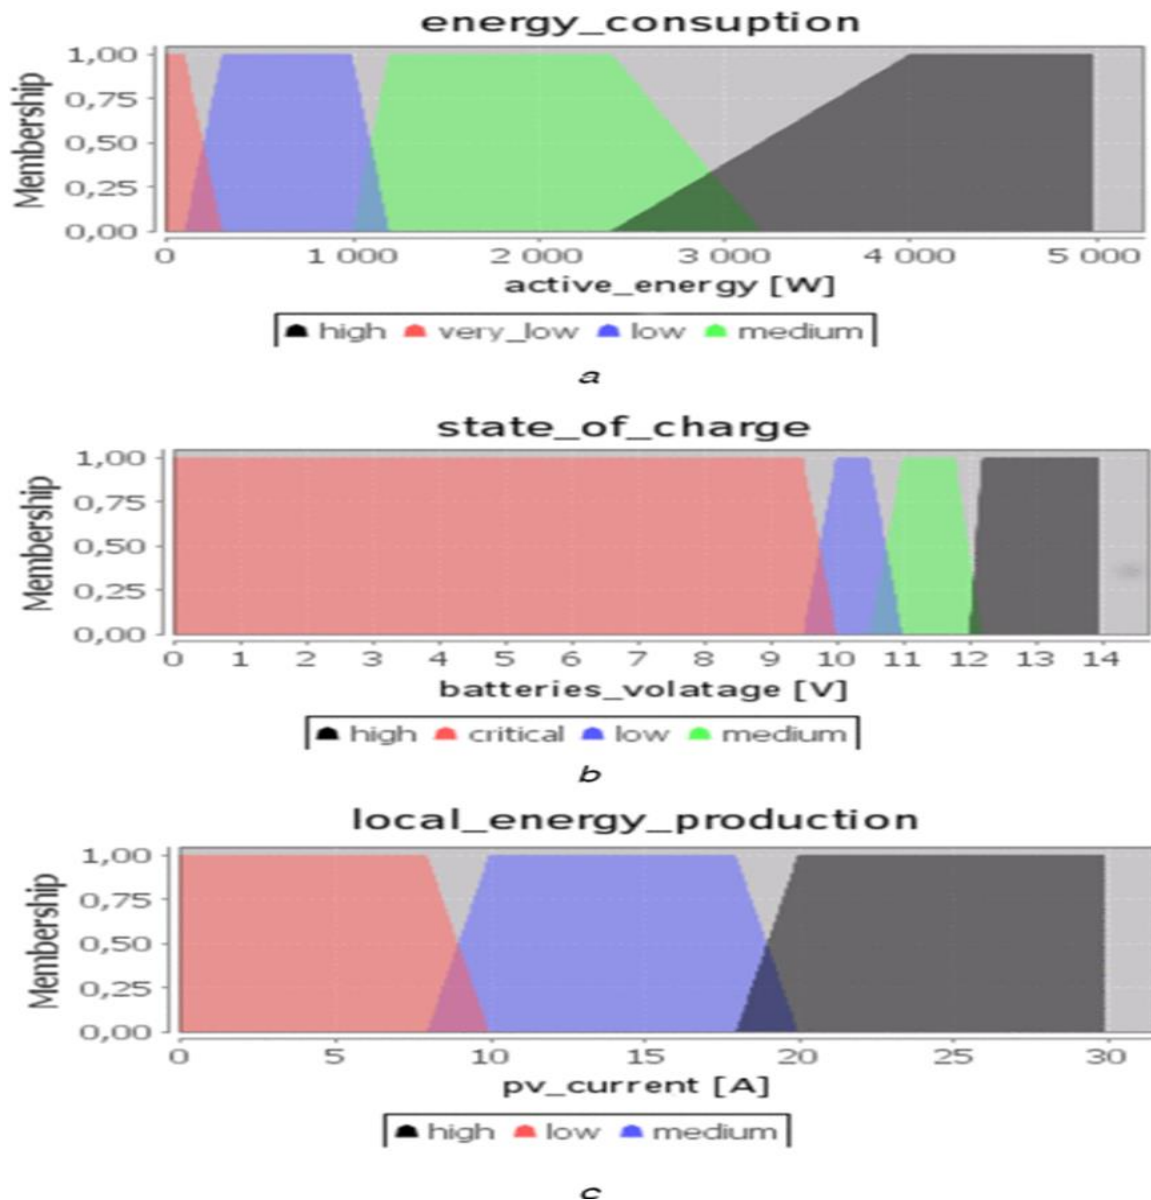 energy_consuption
1,00
0,75
0,50
0,25
0,00
Membership
0 1 000 2 000 3 000 4 000 5 000
active_energy [W]
high very_low low medium
a
state_of_charge
1,00
0,75
0,50
0,25
0,00
Membership
0 1 2 3 4 5 6 7 8 9 10 11 12 13 14
batteries_volatage [V]
high critical low medium
b
local_energy_production
1,00
0,75
0,50
0,25
0,00
Membership
0 5 10 15 20 25 30
pv_current [A]
high low medium
c